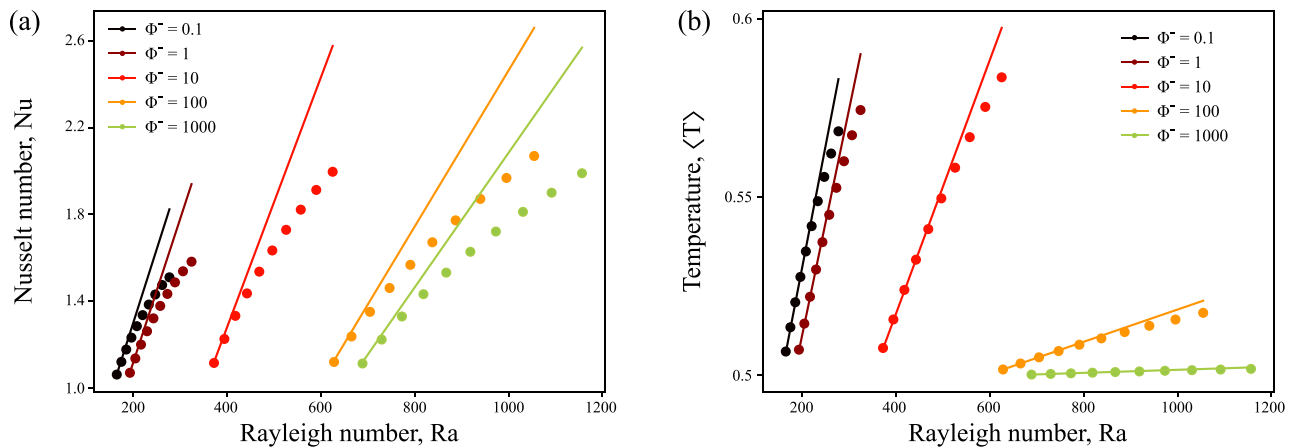 (a)
Nusselt number, Nu
2.6
2.2
1.8
1.4
1.0
Φ⁻ = 0.1
Φ⁻ = 1
Φ⁻ = 10
Φ⁻ = 100
Φ⁻ = 1000
200
400
600
800
1000
1200
Rayleigh number, Ra
(b)
Temperature, ⟨T⟩
0.6
0.55
0.5
Φ⁻ = 0.1
Φ⁻ = 1
Φ⁻ = 10
Φ⁻ = 100
Φ⁻ = 1000
200
400
600
800
1000
1200
Rayleigh number, Ra